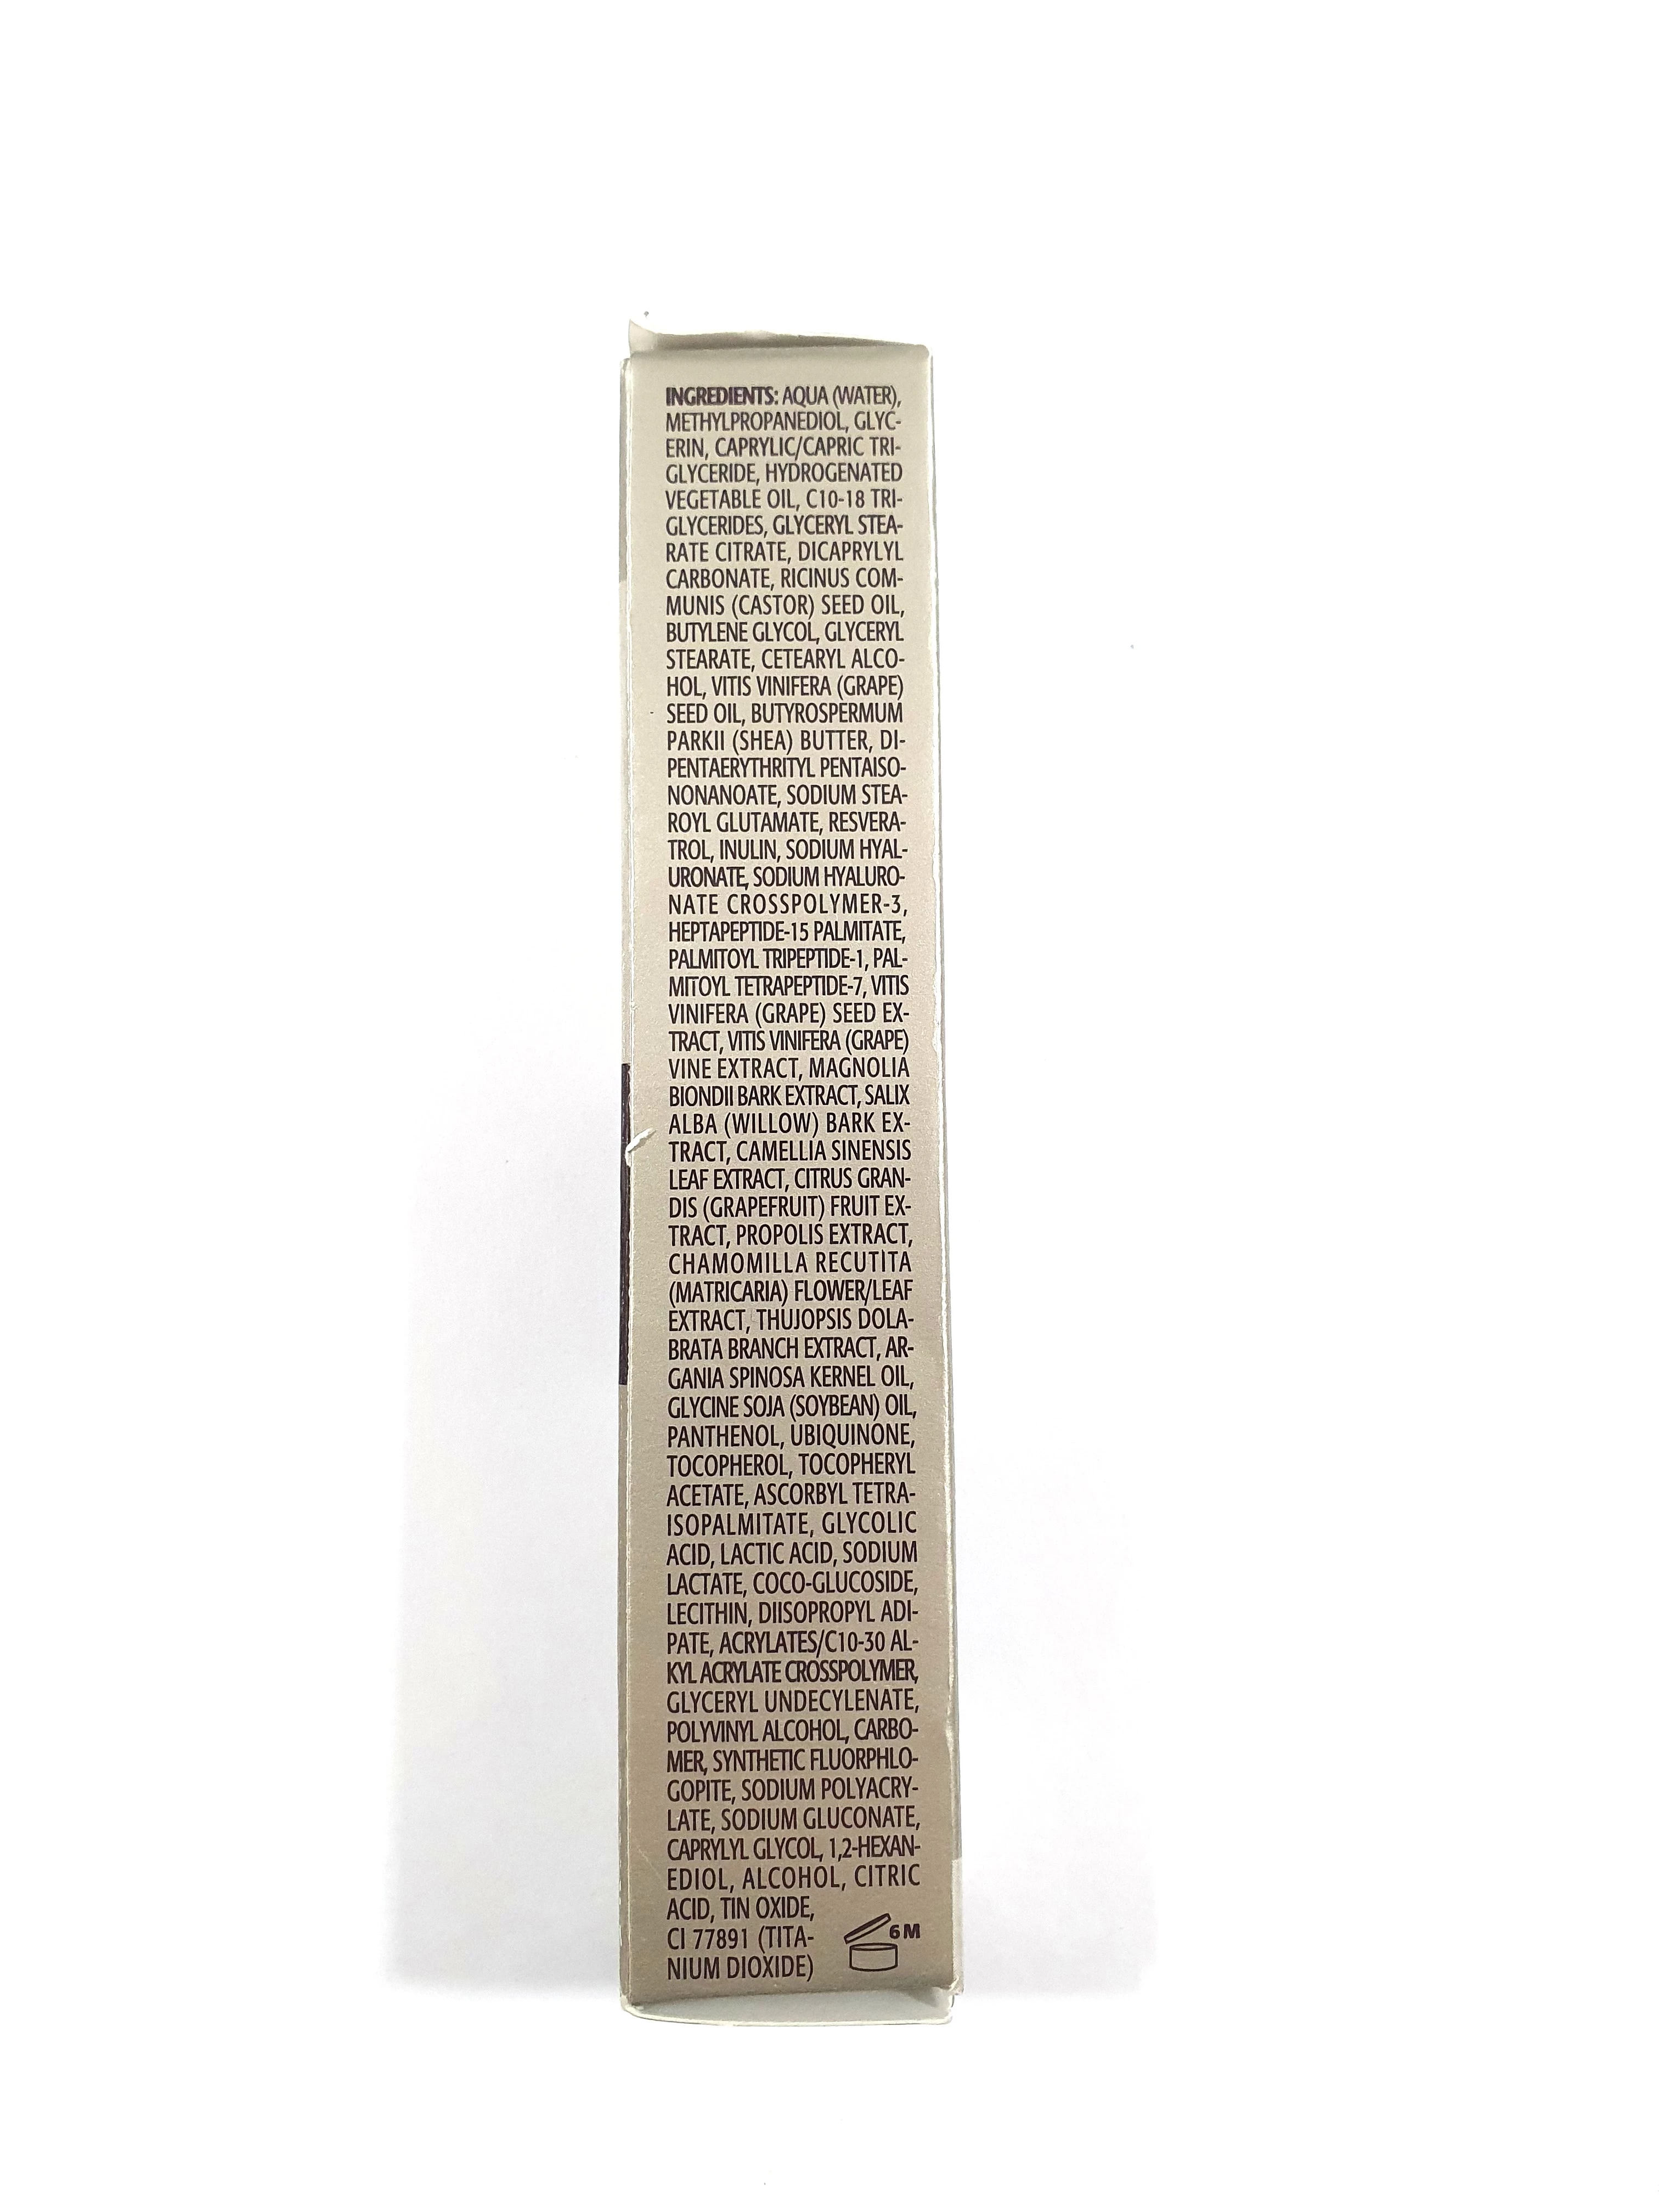 INGREDIENTS: AQUA (WATER),
METHYLPROPANEDIOL, GLYC-
ERIN, CAPRYLIC/CAPRIC TRI-
GLYCERIDE, HYDROGENATED
VEGETABLE OIL, C10-18 TRI-
GLYCERIDES, GLYCERYL STEA-
RATE CITRATE, DICAPRYLYL
CARBONATE, RICINUS COM-
MUNIS (CASTOR) SEED OIL,
BUTYLENE GLYCOL, GLYCERYL
STEARATE, CETEARYL ALCO-
HOL, VITIS VINIFERA (GRAPE)
SEED OIL, BUTYROSPERMUM
PARKII (SHEA) BUTTER, DI-
PENTAERYTHRITYL PENTAISO-
NONANOATE, SODIUM STEA-
ROYL GLUTAMATE, RESVERA-
TROL, INULIN, SODIUM HYAL-
URONATE, SODIUM HYALURO-
NATE CROSSPOLYMER-3,
HEPTAPEPTIDE-15 PALMITATE,
PALMITOYL TRIPEPTIDE-1, PAL-
MITOYL TETRAPEPTIDE-7, VITIS
VINIFERA (GRAPE) SEED EX-
TRACT, VITIS VINIFERA (GRAPE)
VINE EXTRACT, MAGNOLIA
BIONDII BARK EXTRACT, SALIX
ALBA (WILLOW) BARK EX-
TRACT, CAMELLIA SINENSIS
LEAF EXTRACT, CITRUS GRAN-
DIS (GRAPEFRUIT) FRUIT EX-
TRACT, PROPOLIS EXTRACT,
CHAMOMILLA RECUTITA
(MATRICARIA) FLOWER/LEAF
EXTRACT, THUJOPSIS DOLA-
BRATA BRANCH EXTRACT, AR-
GANIA SPINOSA KERNEL OIL,
GLYCINE SOJA (SOYBEAN) OIL,
PANTHENOL, UBIQUINONE,
TOCOPHEROL, TOCOPHERYL
ACETATE, ASCORBYL TETRA-
ISOPALMITATE, GLYCOLIC
ACID, LACTIC ACID, SODIUM
LACTATE, COCO-GLUCOSIDE,
LECITHIN, DIISOPROPYL ADI-
PATE, ACRYLATES/C10-30 AL-
KYL ACRYLATE CROSSPOLYMER,
GLYCERYL UNDECYLENATE,
POLYVINYL ALCOHOL, CARBO-
MER, SYNTHETIC FLUORPHLO-
GOPITE, SODIUM POLYACRY-
LATE, SODIUM GLUCONATE,
CAPRYLYL GLYCOL, 1,2-HEXAN-
EDIOL, ALCOHOL, CITRIC
ACID, TIN OXIDE,
CI 77891 (TITA-
NIUM DIOXIDE)
6 M